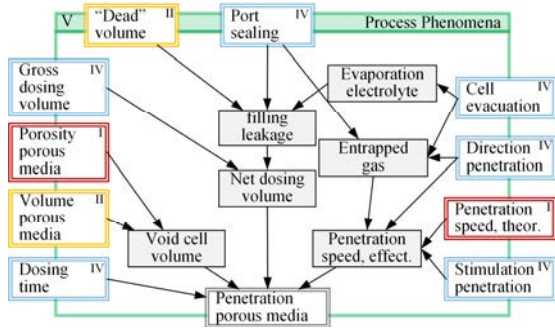 V
Process Phenomena
“Dead” II
volume
Port IV
sealing
Gross IV
dosing
volume
Evaporation
electrolyte
Cell IV
evacuation
filling
leakage
Porosity I
porous
media
Entrapped
gas
Direction IV
penetration
Net dosing
volume
Volume II
porous
media
Penetration I
speed, theor.
Void cell
volume
Penetration
speed, effect.
Dosing IV
time
Stimulation IV
penetration
Penetration
porous media